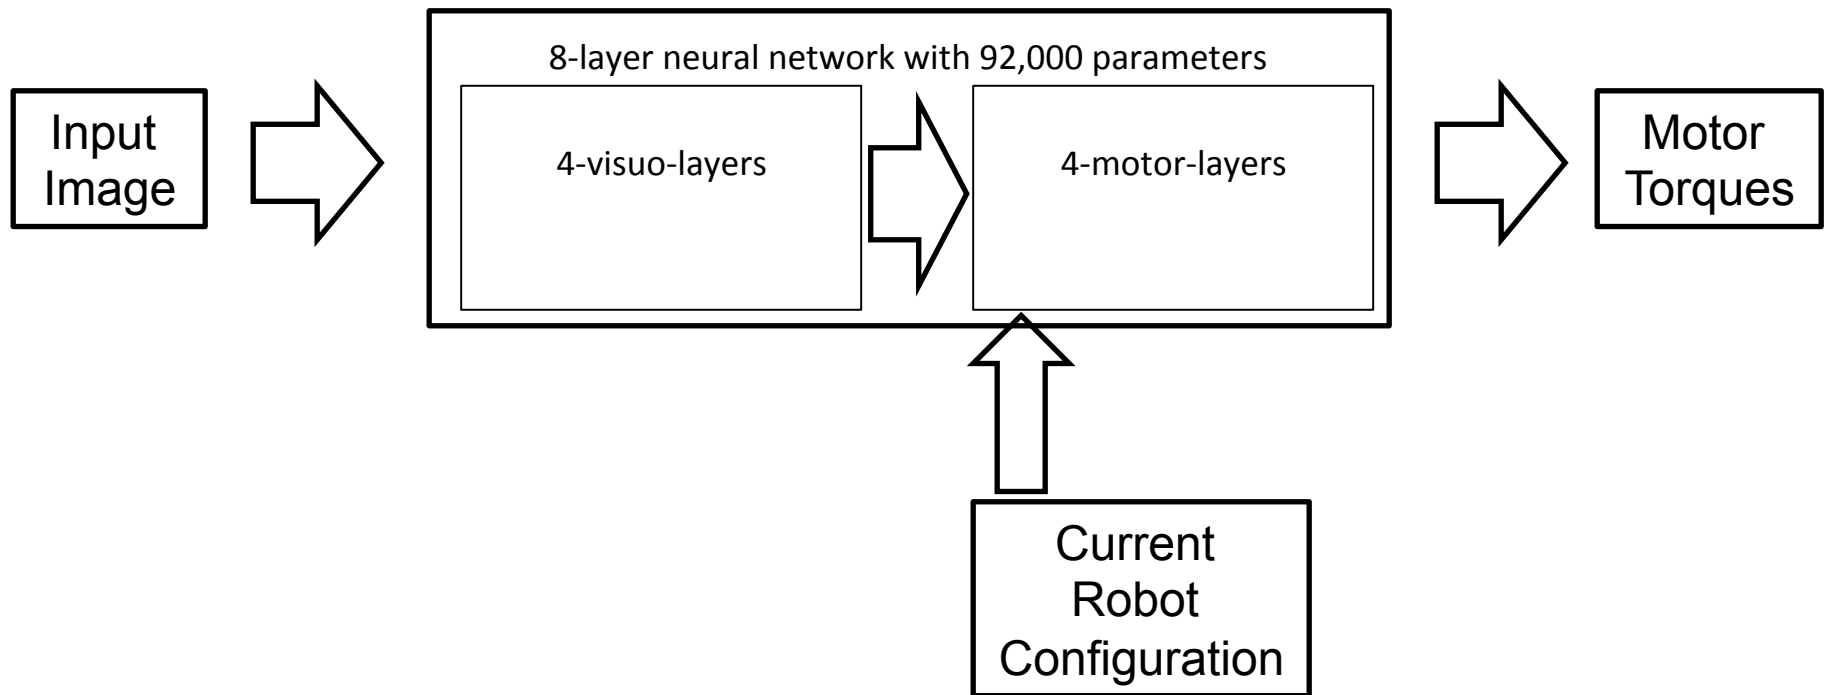 8-layer neural network with 92,000 parameters
Input
Image
4-visuo-layers
4-motor-layers
Motor
Torques
Current
Robot
Configuration